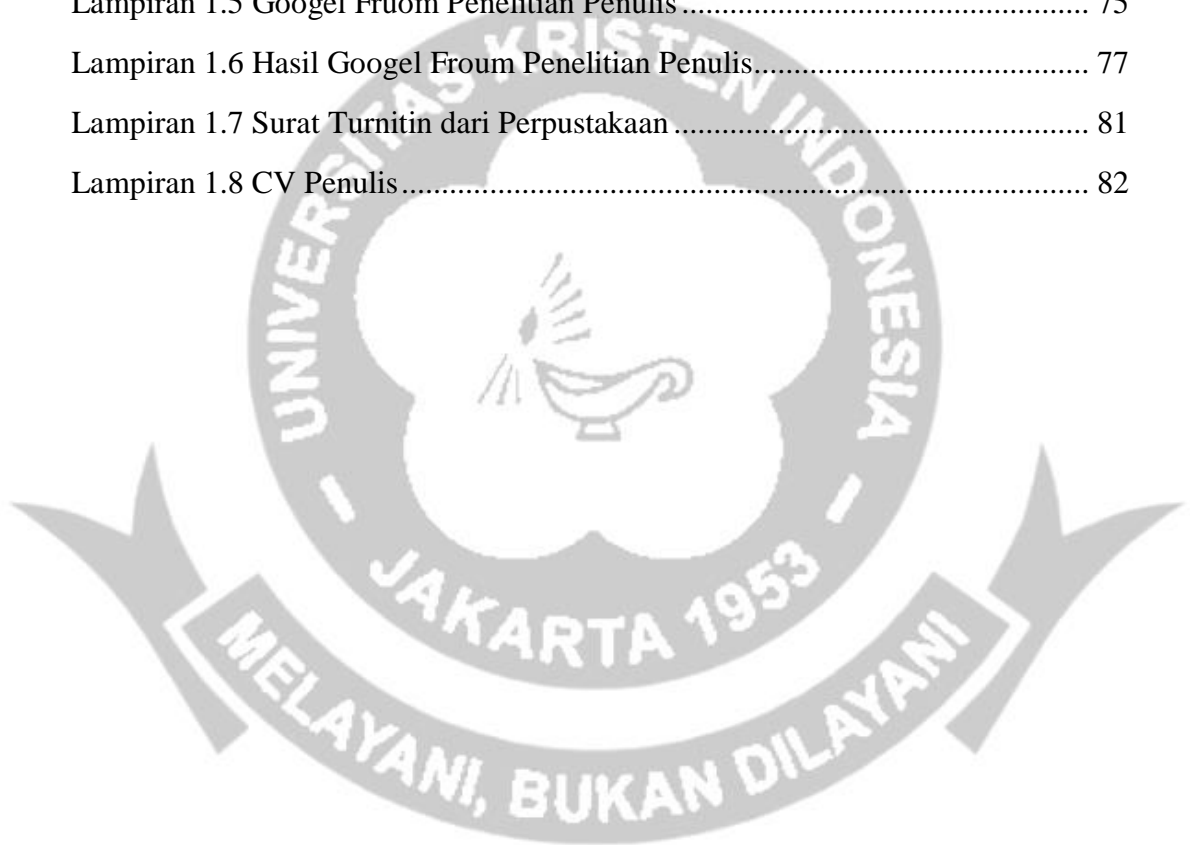 Lampiran 1.5 Googel Fruom Penelitian Penulis........................................................ 75
Lampiran 1.6 Hasil Googel Froum Penelitian Penulis............................................. 77
Lampiran 1.7 Surat Turnitin dari Perpustakaan....................................................... 81
Lampiran 1.8 CV Penulis......................................................................................... 82
UNIVERSITAS KRISTEN INDONESIA
JAKARTA 1953
MELAYANI, BUKAN DILAYANI